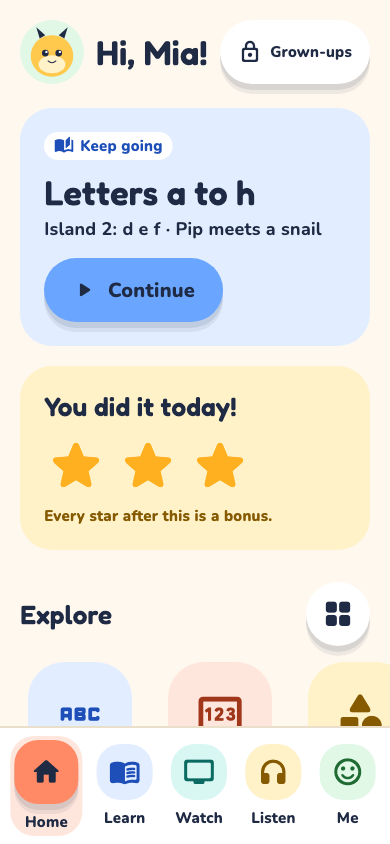 Hi, Mia!
Grown-ups
Keep going
Letters a to h
Island 2: d e f · Pip meets a snail
Continue
You did it today!
Every star after this is a bonus.
Explore
ABC
123
Home
Learn
Watch
Listen
Me